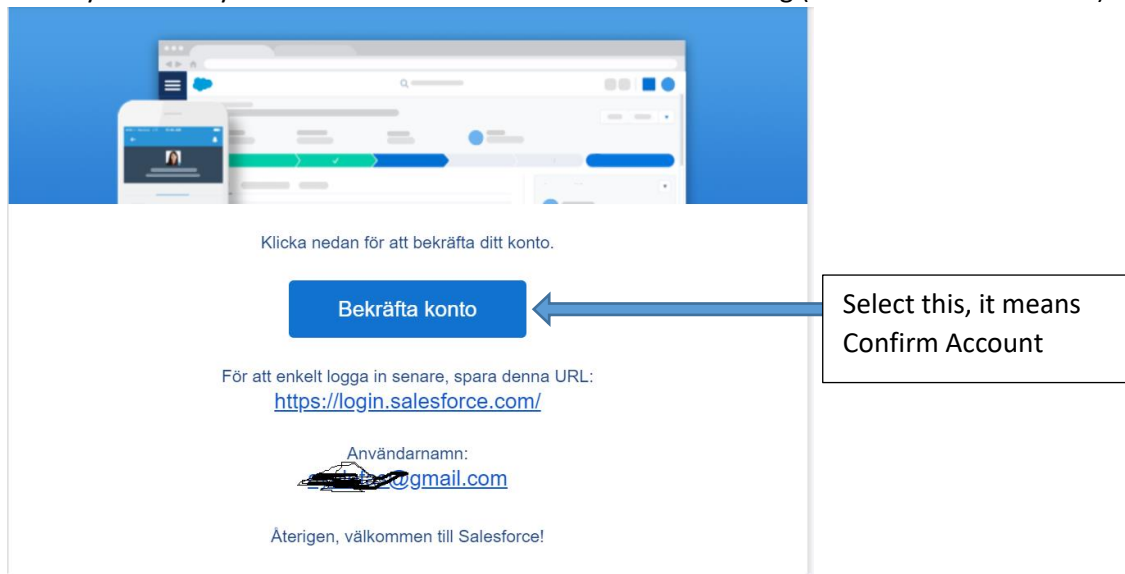 Klicka nedan för att bekräfta ditt konto.
Bekräfta konto
Select this, it means
Confirm Account
För att enkelt logga in senare, spara denna URL:
https://login.salesforce.com/
Användarnamn:
@gmail.com
Återigen, välkommen till Salesforce!